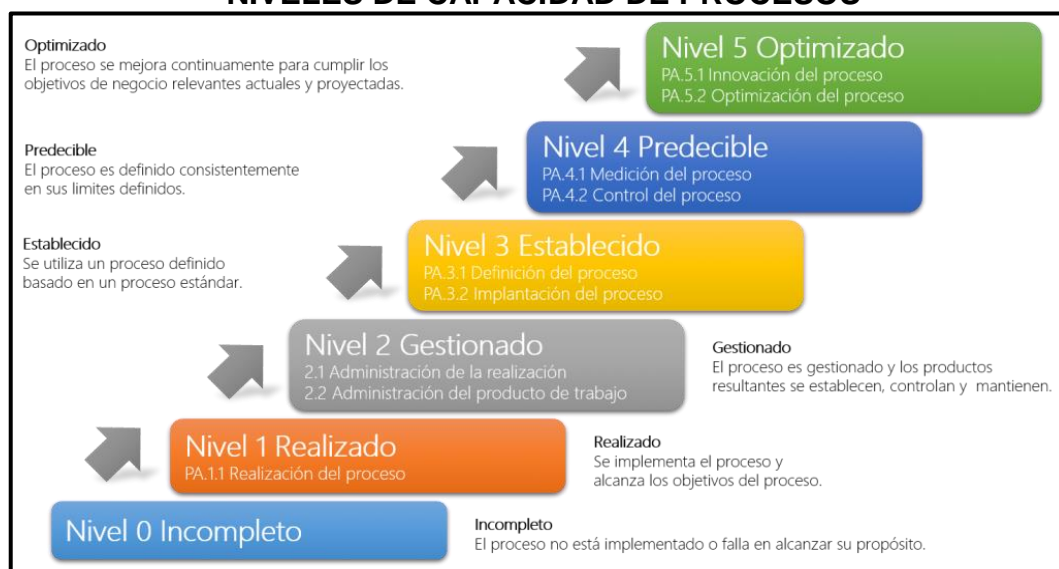 NIVELES DE CAPACIDAD DE PROCESOS
Optimizado
El proceso se mejora continuamente para cumplir los
objetivos de negocio relevantes actuales y proyectadas.
Nivel 5 Optimizado
PA.5.1 Innovación del proceso
PA.5.2 Optimización del proceso
Predecible
El proceso es definido consistentemente
en sus limites definidos.
Nivel 4 Predecible
PA.4.1 Medición del proceso
PA.4.2 Control del proceso
Establecido
Se utiliza un proceso definido
basado en un proceso estándar.
Nivel 3 Establecido
PA.3.1 Definición del proceso
PA.3.2 Implantación del proceso
Nivel 2 Gestionado
2.1 Administración de la realización
2.2 Administración del producto de trabajo
Gestionado
El proceso es gestionado y los productos
resultantes se establecen, controlan y mantienen.
Nivel 1 Realizado
PA.1.1 Realización del proceso
Realizado
Se implementa el proceso y
alcanza los objetivos del proceso.
Nivel 0 Incompleto
Incompleto
El proceso no está implementado o falla en alcanzar su propósito.